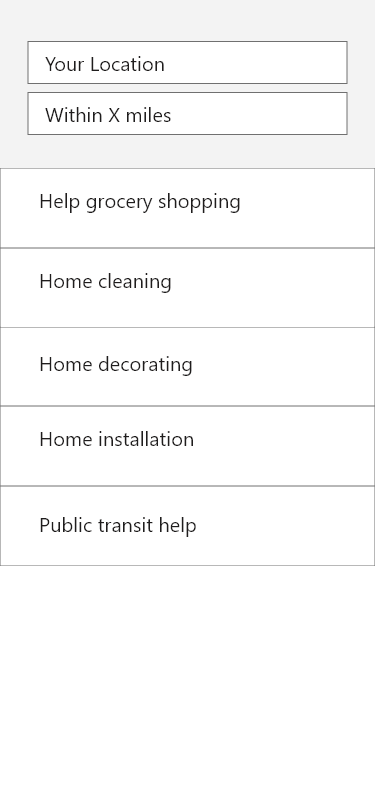 Your Location
Within X miles
Help grocery shopping
Home cleaning
Home decorating
Home installation
Public transit help